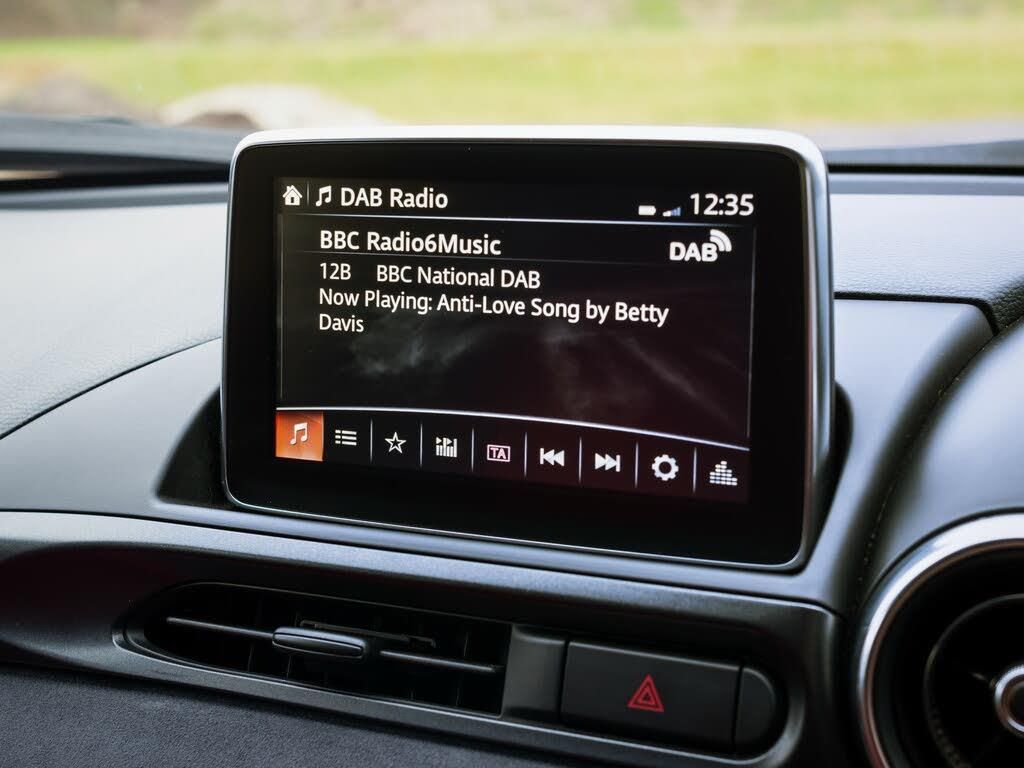 DAB Radio 12:35
BBC Radio6Music DAB
12B BBC National DAB
Now Playing: Anti-Love Song by Betty
Davis
TA